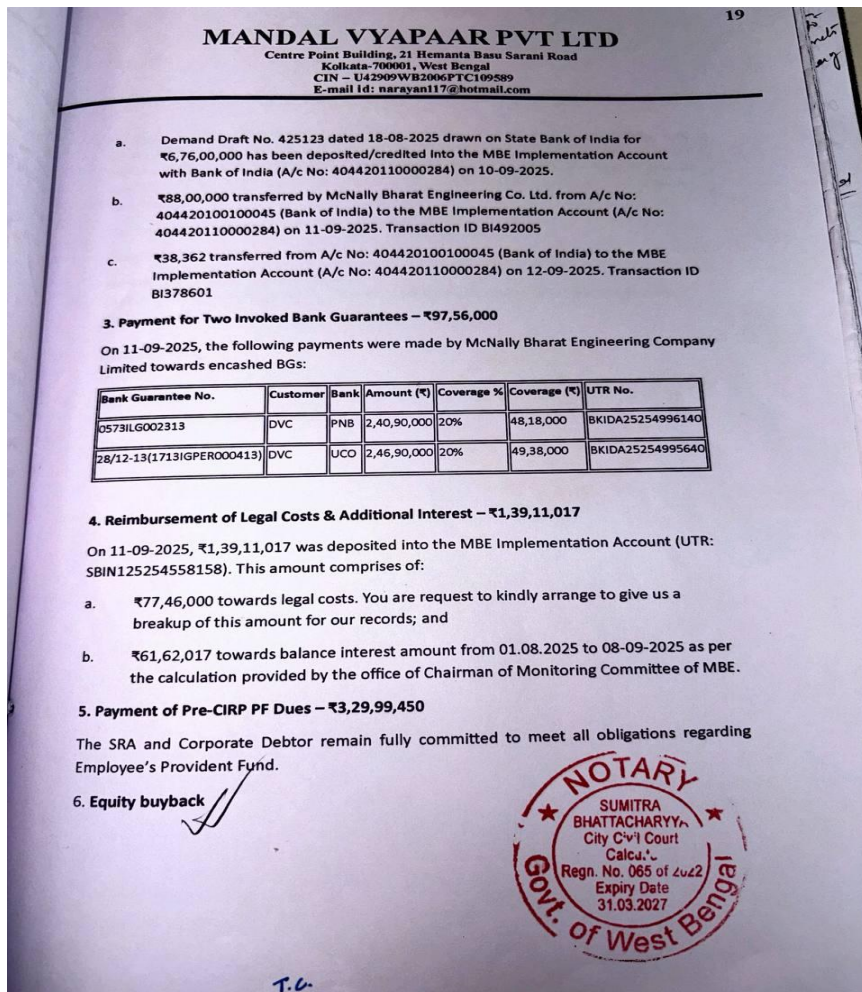 19
MANDAL VYAPAAR PVT LTD
Centre Point Building, 21 Hemanta Basu Sarani Road
Kolkata-700001, West Bengal
CIN – U42909WB2006PTC109589
E-mail id: narayan117@hotmail.com
a. Demand Draft No. 425123 dated 18-08-2025 drawn on State Bank of India for
₹6,76,00,000 has been deposited/credited into the MBE Implementation Account
with Bank of India (A/c No: 404420110000284) on 10-09-2025.
b. ₹88,00,000 transferred by McNally Bharat Engineering Co. Ltd. from A/c No:
404420100100045 (Bank of India) to the MBE Implementation Account (A/c No:
404420110000284) on 11-09-2025. Transaction ID BI492005
c. ₹38,362 transferred from A/c No: 404420100100045 (Bank of India) to the MBE
Implementation Account (A/c No: 404420110000284) on 12-09-2025. Transaction ID
BI378601
3. Payment for Two Invoked Bank Guarantees – ₹97,56,000
On 11-09-2025, the following payments were made by McNally Bharat Engineering Company
Limited towards encashed BGs:
Bank Guarantee No. Customer Bank Amount (₹) Coverage % Coverage (₹) UTR No.
0573ILG002313 DVC PNB 2,40,90,000 20% 48,18,000 BKIDA25254996140
28/12-13(1713IGPER000413) DVC UCO 2,46,90,000 20% 49,38,000 BKIDA25254995640
4. Reimbursement of Legal Costs & Additional Interest – ₹1,39,11,017
On 11-09-2025, ₹1,39,11,017 was deposited into the MBE Implementation Account (UTR:
SBIN125254558158). This amount comprises of:
a. ₹77,46,000 towards legal costs. You are request to kindly arrange to give us a
breakup of this amount for our records; and
b. ₹61,62,017 towards balance interest amount from 01.08.2025 to 08-09-2025 as per
the calculation provided by the office of Chairman of Monitoring Committee of MBE.
5. Payment of Pre-CIRP PF Dues – ₹3,29,99,450
The SRA and Corporate Debtor remain fully committed to meet all obligations regarding
Employee's Provident Fund.
6. Equity buyback
NOTARY
SUMITRA
BHATTACHARYYA
City Civil Court
Regn. No. 065 of 2022
Expiry Date
31.03.2027
Govt. of West Bengal
T.C.